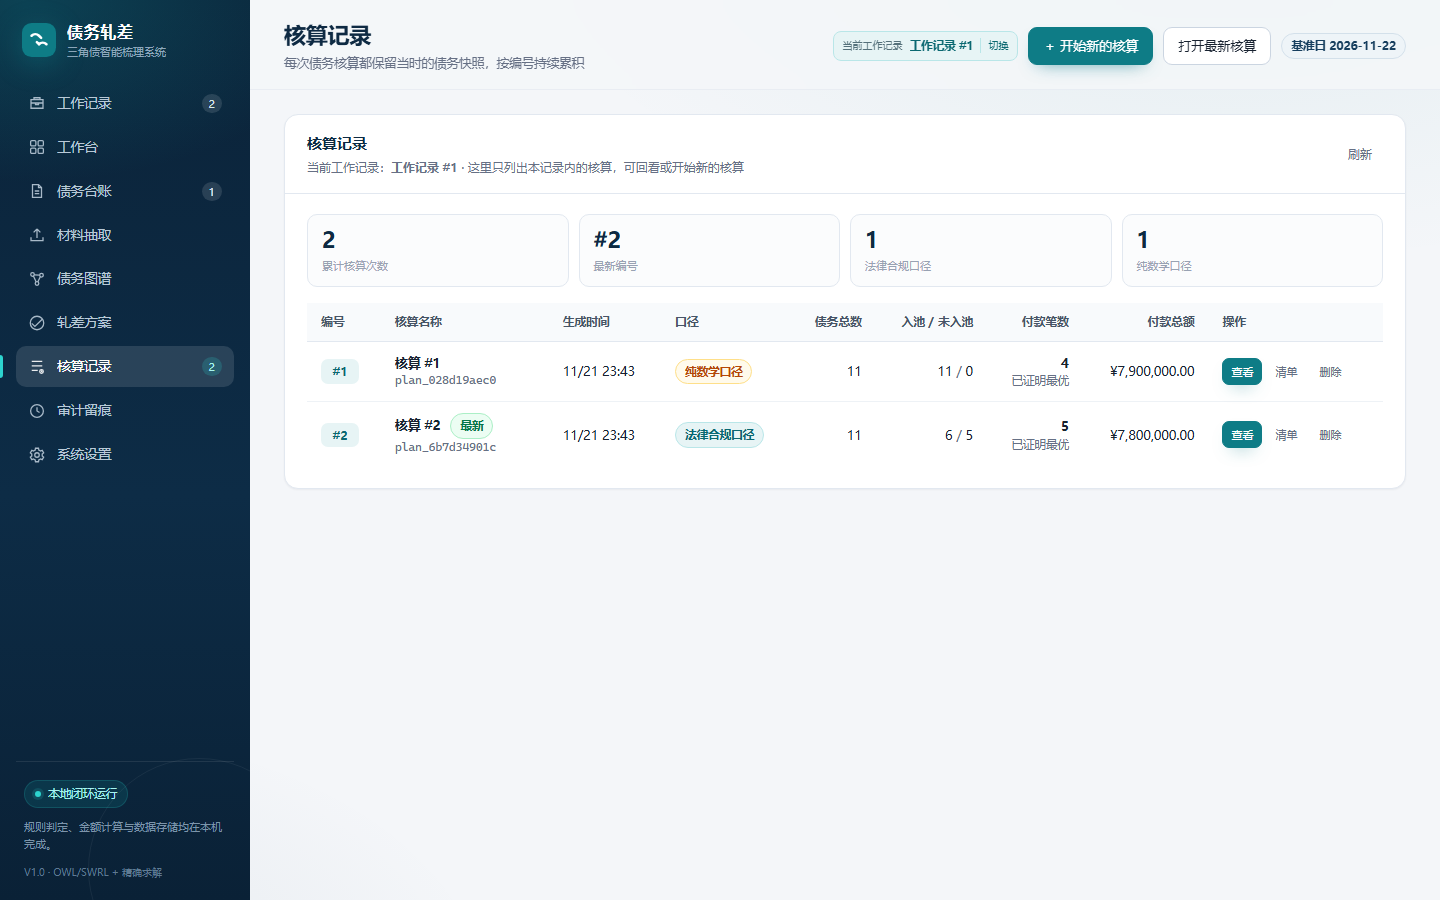 债务轧差
三角债智能梳理系统
工作记录 2
工作台
债务台账 1
材料抽取
债务图谱
轧差方案
核算记录 2
审计留痕
系统设置
本地闭环运行
规则判定、金额计算与数据存储均在本机
完成。
V1.0 · OWL/SWRL + 精确求解
核算记录
每次债务核算都保留当时的债务快照，按编号持续累积
当前工作记录 工作记录 #1 切换
+ 开始新的核算
打开最新核算
基准日 2026-11-22
核算记录
当前工作记录：工作记录 #1 · 这里只列出本记录内的核算，可回看或开始新的核算
刷新
2
累计核算次数
#2
最新编号
1
法律合规口径
1
纯数学口径
编号 核算名称 生成时间 口径 债务总数 入池 / 未入池 付款笔数 付款总额 操作
#1 核算 #1 plan_028d19aec0 11/21 23:43 纯数学口径 11 11 / 0 4 已证明最优 ¥7,900,000.00 查看 清单 删除
#2 核算 #2 最新 plan_6b7d34901c 11/21 23:43 法律合规口径 11 6 / 5 5 已证明最优 ¥7,800,000.00 查看 清单 删除